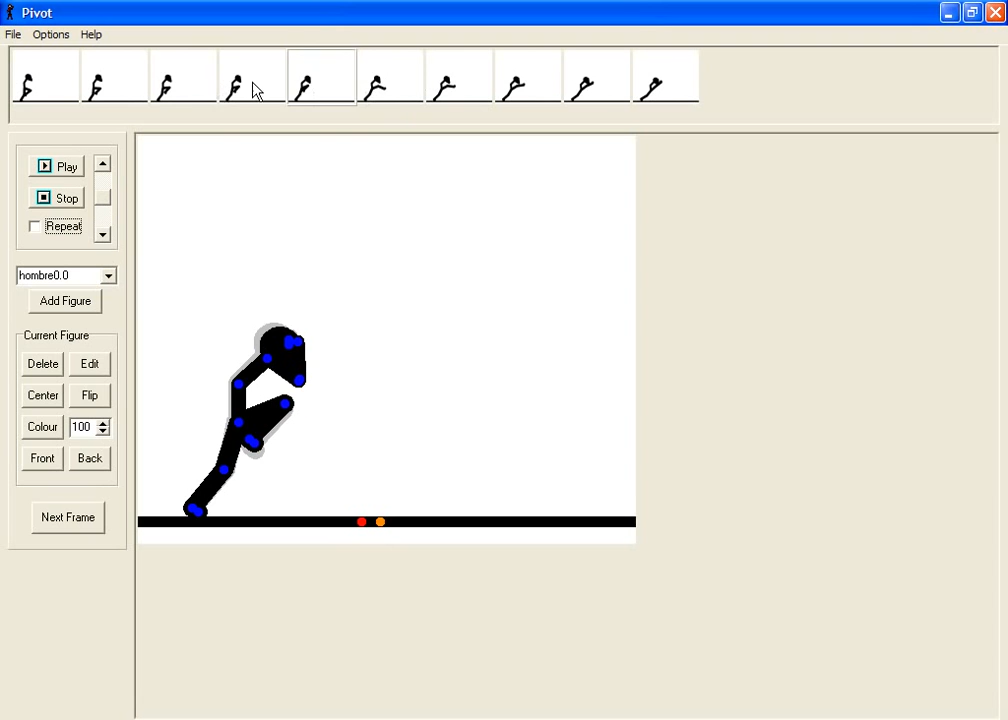 Pivot
File Options Help
Play
Stop
Repeat
hombre0.0
Add Figure
Current Figure
Delete Edit
Center Flip
Colour 100
Front Back
Next Frame